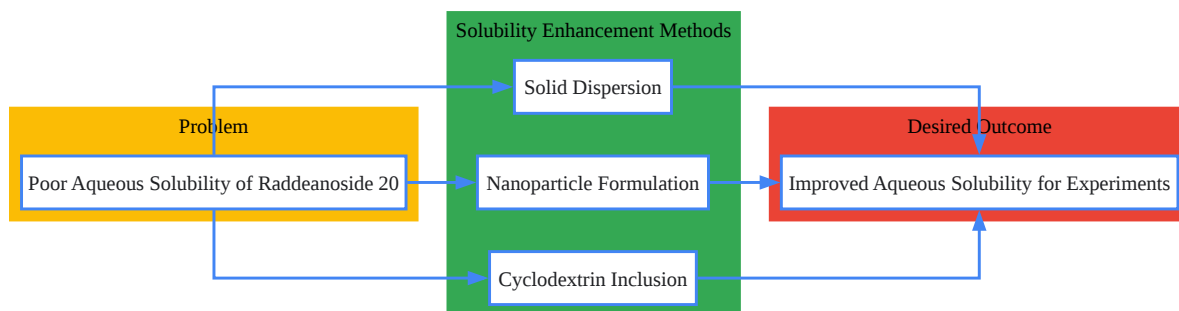 Solubility Enhancement Methods
Solid Dispersion
Problem
Desired Outcome
Poor Aqueous Solubility of Raddeanoside 20
Nanoparticle Formulation
Improved Aqueous Solubility for Experiments
Cyclodextrin Inclusion